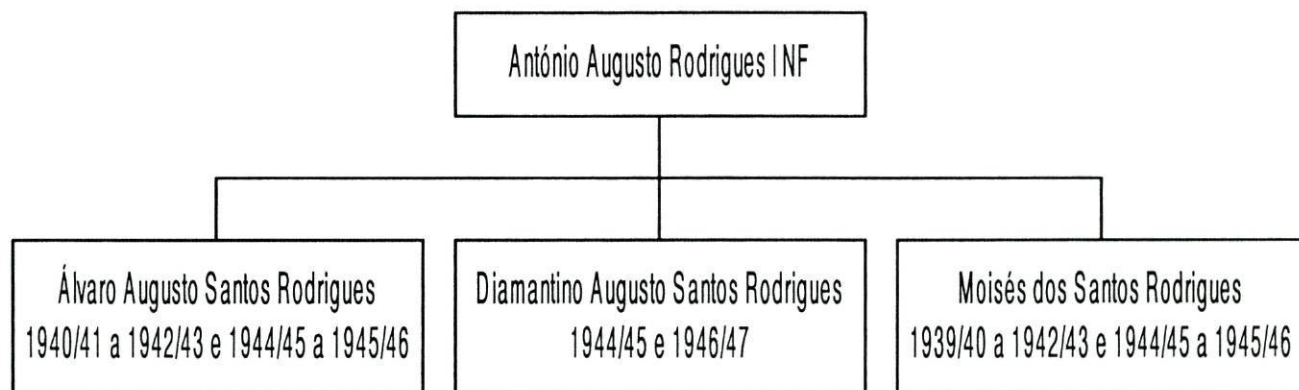 António Augusto Rodrigues INF
Álvaro Augusto Santos Rodrigues
1940/41 a 1942/43 e 1944/45 a 1945/46
Diamantino Augusto Santos Rodrigues
1944/45 e 1946/47
Moisés dos Santos Rodrigues
1939/40 a 1942/43 e 1944/45 a 1945/46